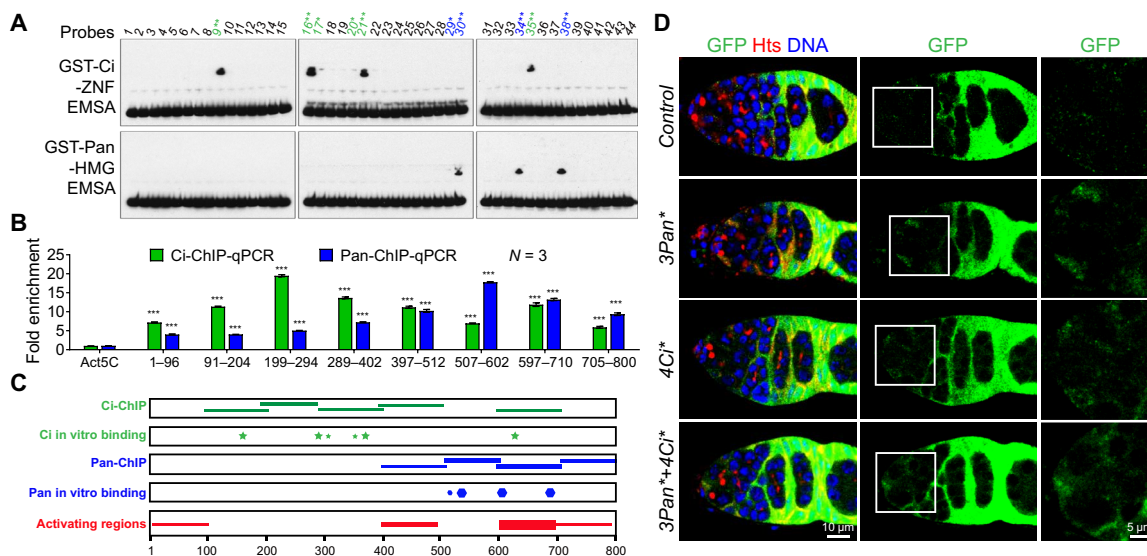 A
Probes
1 2 3 4 5 6 7 8 9** 10 11 12 13 14 15
16** 17* 18 19 20* 21** 22 23 24 25 26 27 28 29* 30**
31 32 33 34** 35** 36 37 38** 39 40 41 42 43 44
GST-Ci
-ZNF
EMSA
GST-Pan
-HMG
EMSA
B
Ci-ChIP-qPCR Pan-ChIP-qPCR N = 3
Fold enrichment
25
20
15
10
5
0
*** *** *** *** *** *** *** *** *** *** *** *** *** *** *** ***
Act5C 1–96 91–204 199–294 289–402 397–512 507–602 597–710 705–800
C
Ci-ChIP
Ci in vitro binding
Pan-ChIP
Pan in vitro binding
Activating regions
1 100 200 300 400 500 600 700 800
D
GFP Hts DNA GFP GFP
Control
3Pan*
4Ci*
3Pan*+4Ci*
10 µm 5 µm